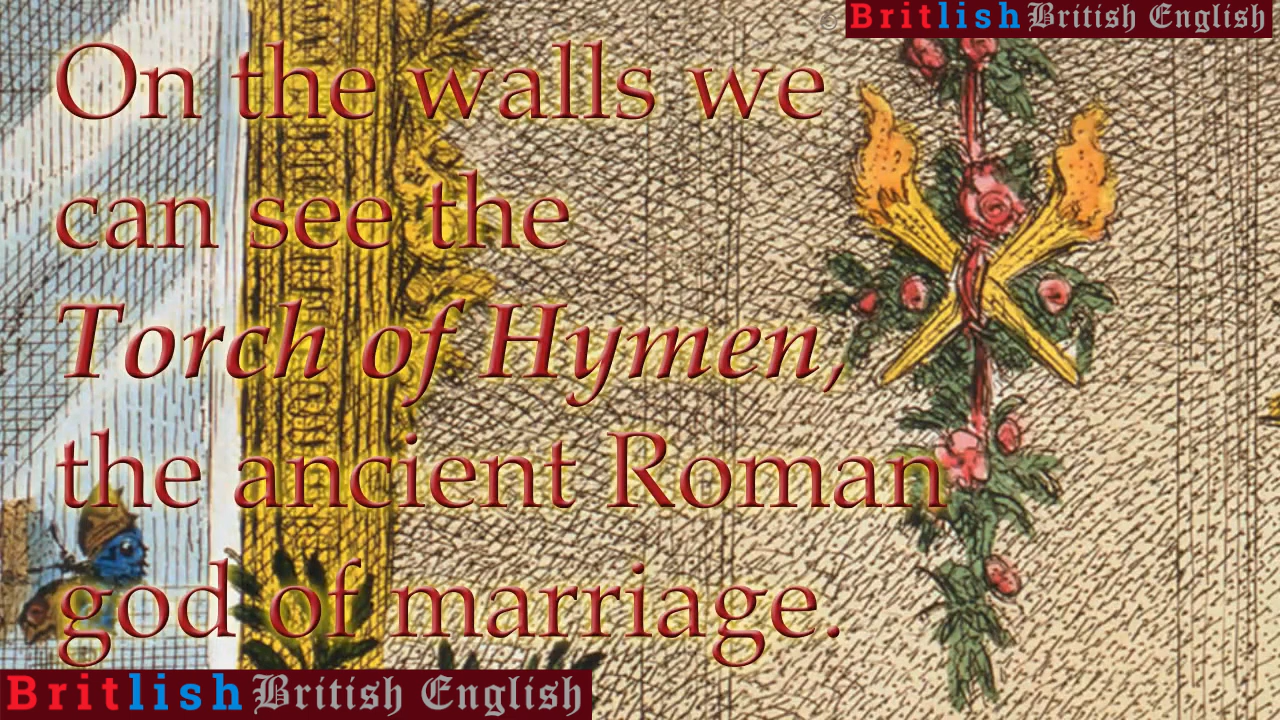 © Britlish British English
On the walls we
can see the
Torch of Hymen,
the ancient Roman
god of marriage.
Britlish British English